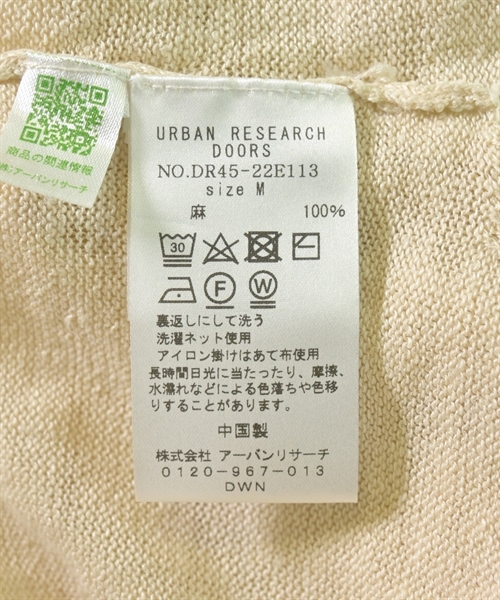 商品の関連情報
㈱アーバンリサーチ
URBAN RESEARCH
DOORS
NO.DR45-22E113
size M
麻 100%
30
F W
裏返しにして洗う
洗濯ネット使用
アイロン掛けはあて布使用
長時間日光に当たったり、摩擦、
水濡れなどによる色落ちや色移
りすることがあります。
中国製
株式会社 アーバンリサーチ
0120-967-013
DWN